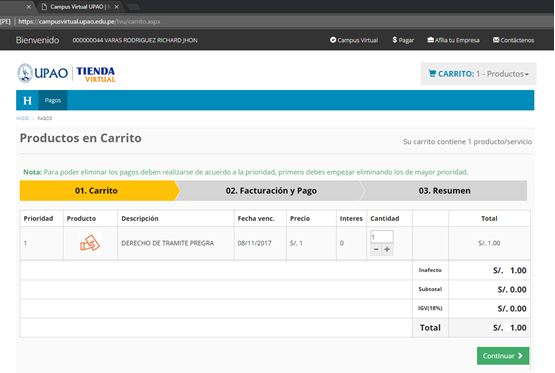 Campus Virtual UPAO |
[PE] | https://campusvirtual.upao.edu.pe/tvu/carrito.aspx
Bienvenido 000000044 VARAS RODRIGUEZ RICHARD JHON Campus Virtual $ Pagar Afilia tu Empresa Contáctenos
UPAO TIENDA VIRTUAL CARRITO: 1 - Productos
H Pagos
INICIO PAGOS
Productos en Carrito
Su carrito contiene 1 producto/servicio
Nota: Para poder eliminar los pagos deben realizarse de acuerdo a la prioridad, primero debes empezar eliminando los de mayor prioridad.
01. Carrito 02. Facturación y Pago 03. Resumen
Prioridad Producto Descripción Fecha venc. Precio Interes Cantidad Total
1 DERECHO DE TRAMITE PREGRA 08/11/2017 S/. 1 0 1 S/. 1.00
Inafecto S/. 1.00
Subtotal S/. 0.00
IGV(18%) S/. 0.00
Total S/. 1.00
Continuar